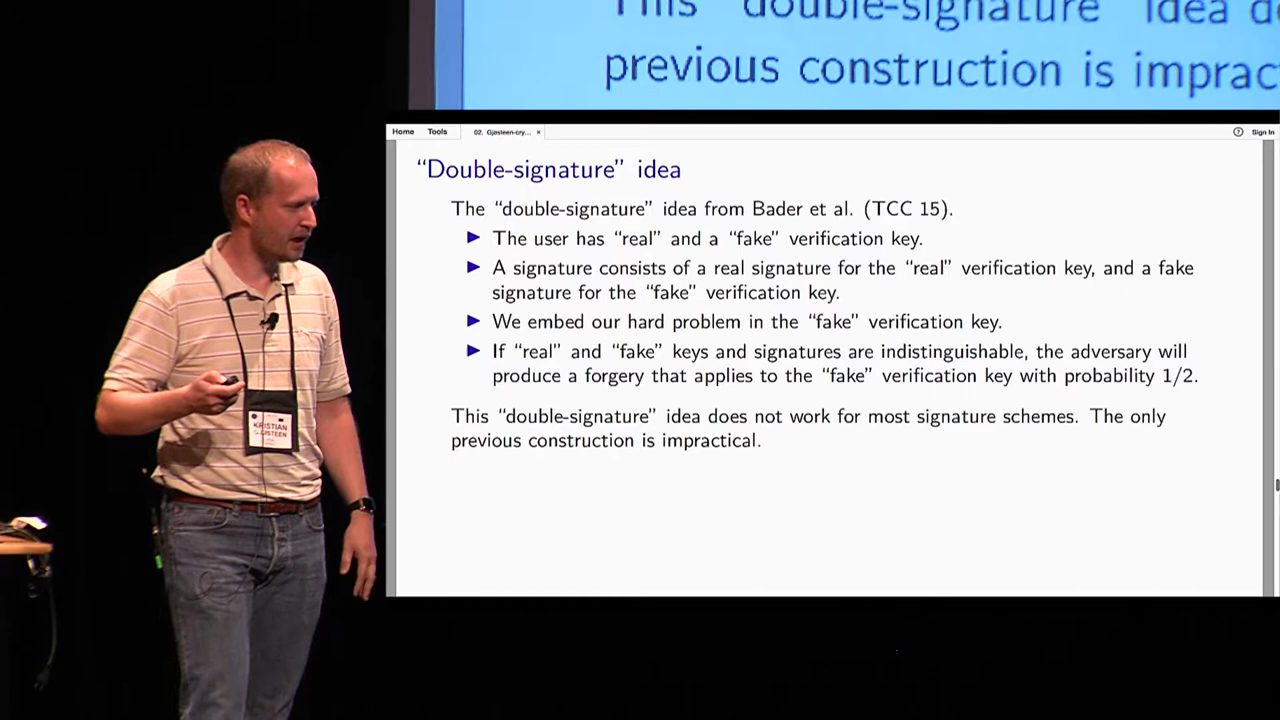 This "double-signature" idea
previous construction is imprac
Home Tools 02. Gjøsteen-cry... × Sign In
"Double-signature" idea
The "double-signature" idea from Bader et al. (TCC 15).
The user has "real" and a "fake" verification key.
A signature consists of a real signature for the "real" verification key, and a fake
signature for the "fake" verification key.
We embed our hard problem in the "fake" verification key.
If "real" and "fake" keys and signatures are indistinguishable, the adversary will
produce a forgery that applies to the "fake" verification key with probability 1/2.
This "double-signature" idea does not work for most signature schemes. The only
previous construction is impractical.
KRISTIAN